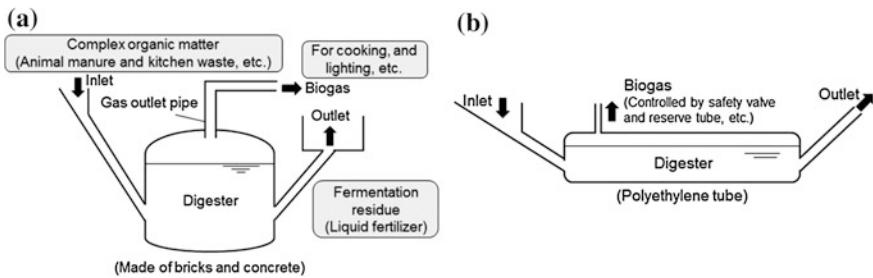 (a)
Complex organic matter
(Animal manure and kitchen waste, etc.)
For cooking, and
lighting, etc.
Inlet
Gas outlet pipe
Biogas
Outlet
Digester
Fermentation
residue
(Liquid fertilizer)
(Made of bricks and concrete)
(b)
Inlet
Biogas
(Controlled by safety valve
and reserve tube, etc.)
Outlet
Digester
(Polyethylene tube)